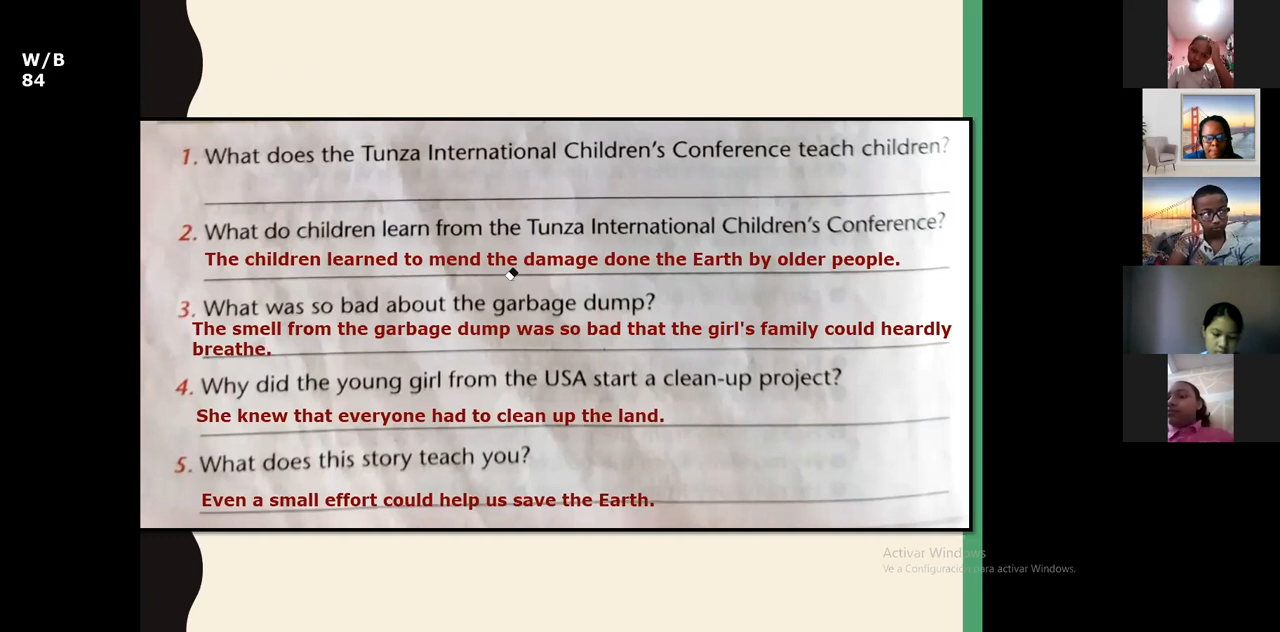 W/B
84
1. What does the Tunza International Children's Conference teach children?
2. What do children learn from the Tunza International Children's Conference?
The children learned to mend the damage done the Earth by older people.
3. What was so bad about the garbage dump?
The smell from the garbage dump was so bad that the girl's family could heardly
breathe.
4. Why did the young girl from the USA start a clean-up project?
She knew that everyone had to clean up the land.
5. What does this story teach you?
Even a small effort could help us save the Earth.
Activar Windows
Ve a Configuración para activar Windows.